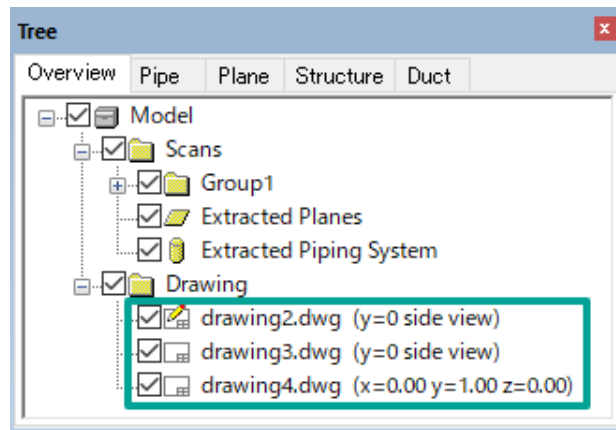 Tree
Overview Pipe Plane Structure Duct
Model
Scans
Group1
Extracted Planes
Extracted Piping System
Drawing
drawing2.dwg (y=0 side view)
drawing3.dwg (y=0 side view)
drawing4.dwg (x=0.00 y=1.00 z=0.00)